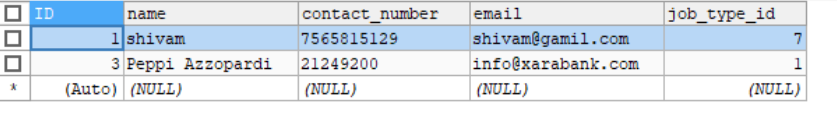 ID name contact_number email job_type_id
1 shivam 7565815129 shivam@gamil.com 7
3 Peppi Azzopardi 21249200 info@xarabank.com 1
* (Auto) (NULL) (NULL) (NULL) (NULL)